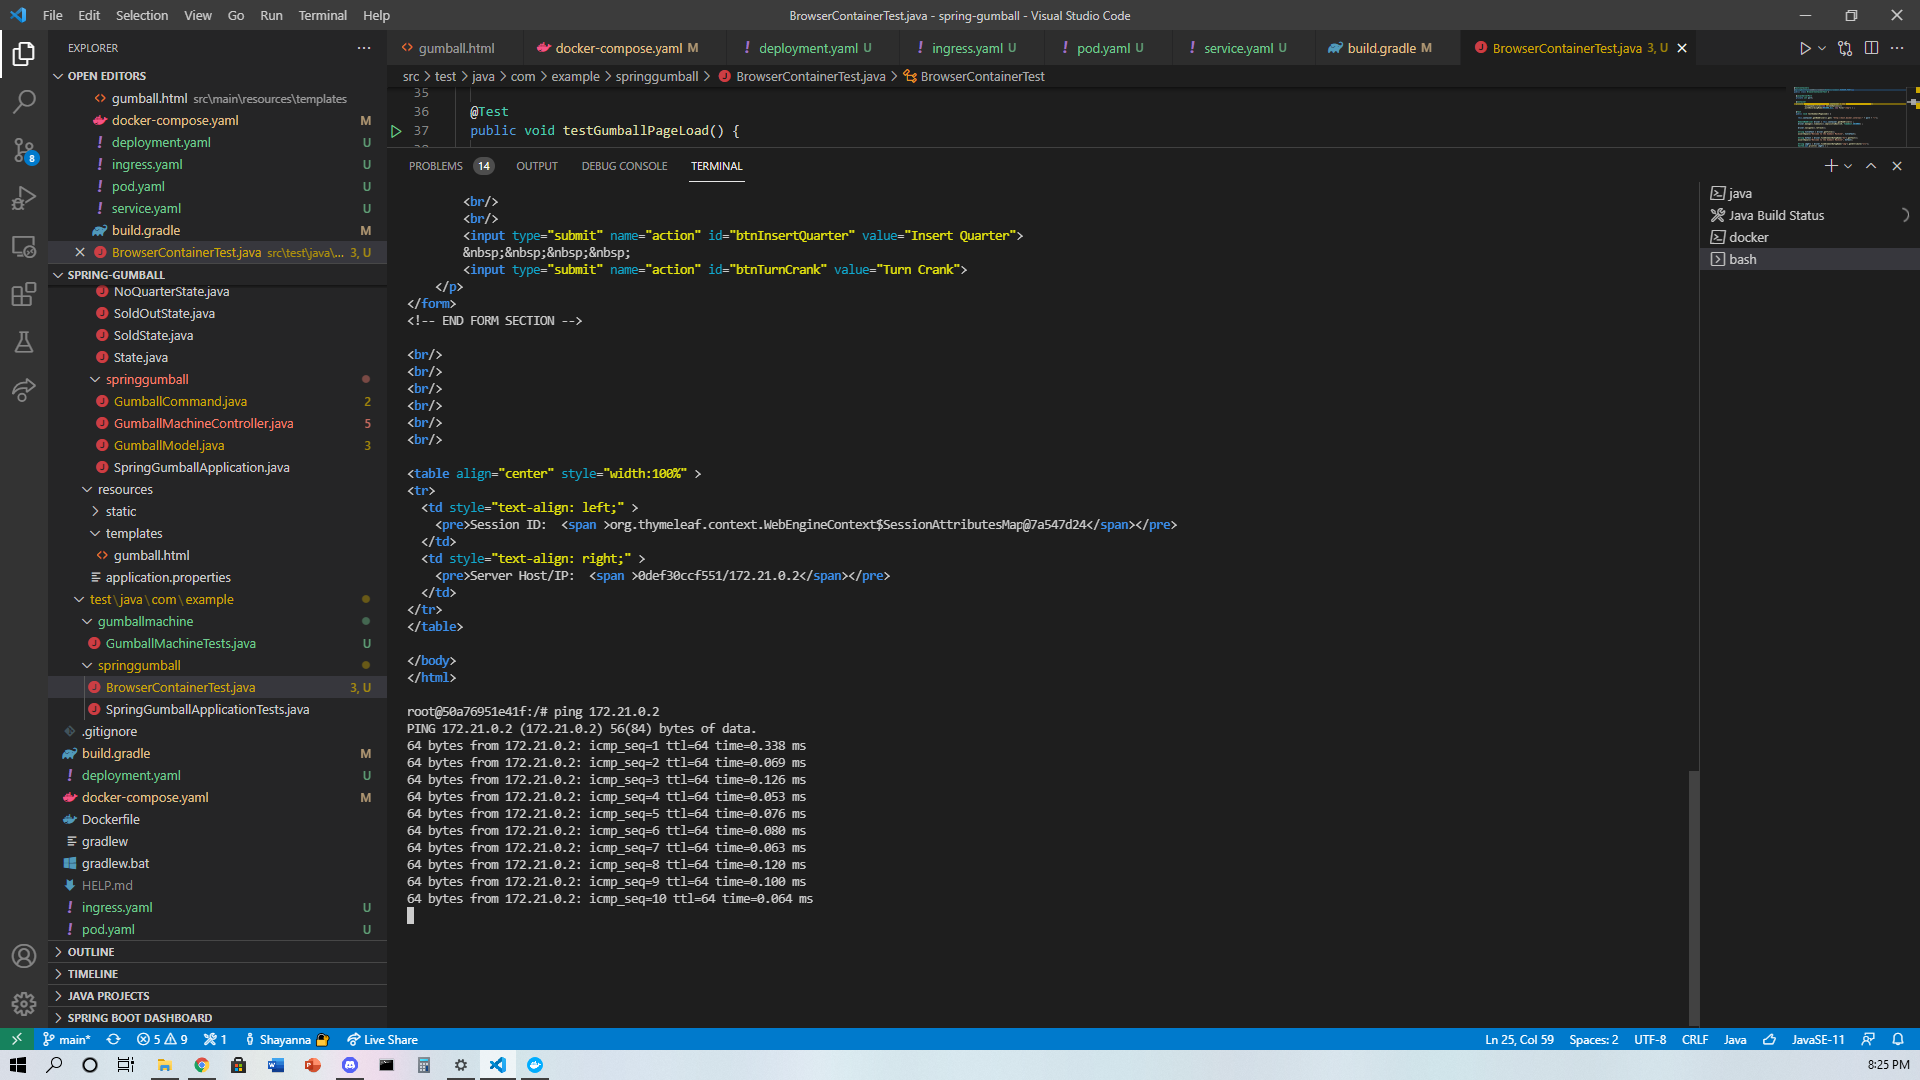 File Edit Selection View Go Run Terminal Help
BrowserContainerTest.java - spring-gumball - Visual Studio Code
EXPLORER
OPEN EDITORS
gumball.html src\main\resources\templates
docker-compose.yaml M
! deployment.yaml U
! ingress.yaml U
! pod.yaml U
! service.yaml U
build.gradle M
BrowserContainerTest.java src\test\java\... 3, U
SPRING-GUMBALL
NoQuarterState.java
SoldOutState.java
SoldState.java
State.java
springgumball
GumballCommand.java 2
GumballMachineController.java 5
GumballModel.java 3
SpringGumballApplication.java
resources
static
templates
<> gumball.html
application.properties
test\java\com\example
gumballmachine
GumballMachineTests.java U
springgumball
BrowserContainerTest.java 3, U
SpringGumballApplicationTests.java
.gitignore
build.gradle M
! deployment.yaml U
docker-compose.yaml M
Dockerfile
gradlew
gradlew.bat
HELP.md
! ingress.yaml U
! pod.yaml U
OUTLINE
TIMELINE
JAVA PROJECTS
SPRING BOOT DASHBOARD
8
<> gumball.html
docker-compose.yaml M
! deployment.yaml U
! ingress.yaml U
! pod.yaml U
! service.yaml U
build.gradle M
BrowserContainerTest.java 3, U
src > test > java > com > example > springgumball > BrowserContainerTest.java > BrowserContainerTest
35
36 @Test
37 public void testGumballPageLoad() {
PROBLEMS 14 OUTPUT DEBUG CONSOLE TERMINAL
<br/>
<br/>
<input type="submit" name="action" id="btnInsertQuarter" value="Insert Quarter">
&nbsp;&nbsp;&nbsp;&nbsp;
<input type="submit" name="action" id="btnTurnCrank" value="Turn Crank">
</p>
</form>
<!-- END FORM SECTION -->
<br/>
<br/>
<br/>
<br/>
<br/>
<br/>
<table align="center" style="width:100%" >
<tr>
<td style="text-align: left;" >
<pre>Session ID:  <span >org.thymeleaf.context.WebEngineContext$SessionAttributesMap@7a547d24</span></pre>
</td>
<td style="text-align: right;" >
<pre>Server Host/IP:  <span >0def30ccf551/172.21.0.2</span></pre>
</td>
</tr>
</table>
</body>
</html>
root@50a76951e41f:/# ping 172.21.0.2
PING 172.21.0.2 (172.21.0.2) 56(84) bytes of data.
64 bytes from 172.21.0.2: icmp_seq=1 ttl=64 time=0.338 ms
64 bytes from 172.21.0.2: icmp_seq=2 ttl=64 time=0.069 ms
64 bytes from 172.21.0.2: icmp_seq=3 ttl=64 time=0.126 ms
64 bytes from 172.21.0.2: icmp_seq=4 ttl=64 time=0.053 ms
64 bytes from 172.21.0.2: icmp_seq=5 ttl=64 time=0.076 ms
64 bytes from 172.21.0.2: icmp_seq=6 ttl=64 time=0.080 ms
64 bytes from 172.21.0.2: icmp_seq=7 ttl=64 time=0.063 ms
64 bytes from 172.21.0.2: icmp_seq=8 ttl=64 time=0.120 ms
64 bytes from 172.21.0.2: icmp_seq=9 ttl=64 time=0.100 ms
64 bytes from 172.21.0.2: icmp_seq=10 ttl=64 time=0.064 ms
java
Java Build Status
docker
bash
main* 5 9 1 Shayanna Live Share
Ln 25, Col 59 Spaces: 2 UTF-8 CRLF Java JavaSE-11
8:25 PM